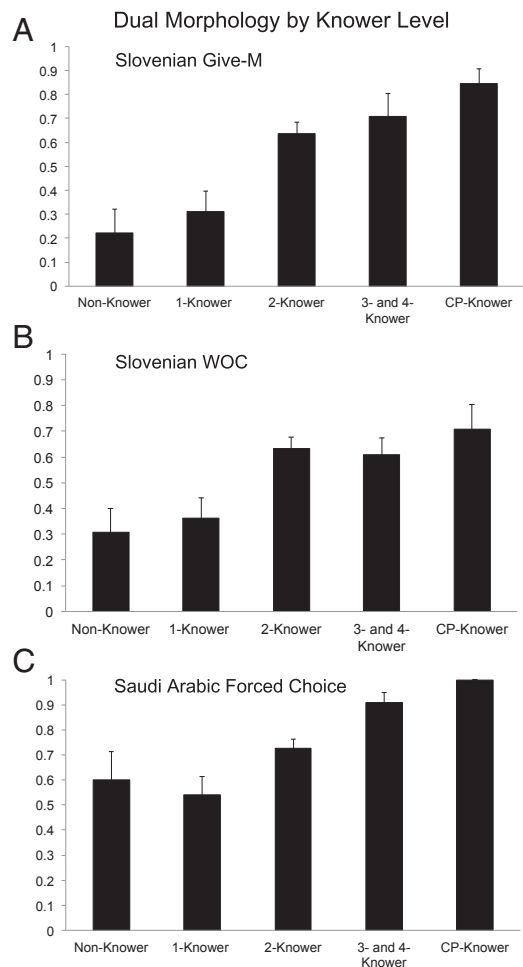 A
Dual Morphology by Knower Level
Slovenian Give-M
1
0.9
0.8
0.7
0.6
0.5
0.4
0.3
0.2
0.1
0
Non-Knower 1-Knower 2-Knower 3- and 4- CP-Knower
Knower
B
Slovenian WOC
1
0.9
0.8
0.7
0.6
0.5
0.4
0.3
0.2
0.1
0
Non-Knower 1-Knower 2-Knower 3- and 4- CP-Knower
Knower
C
Saudi Arabic Forced Choice
1
0.9
0.8
0.7
0.6
0.5
0.4
0.3
0.2
0.1
0
Non-Knower 1-Knower 2-Knower 3- and 4- CP-Knower
Knower